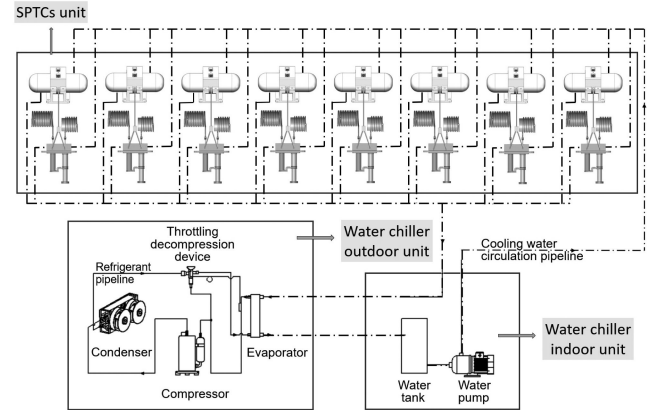 SPTCs unit
Throttling
decompression
device
Water chiller
outdoor unit
Refrigerant
pipeline
Cooling water
circulation pipeline
Condenser
Evaporator
Compressor
Water chiller
indoor unit
Water
tank
Water
pump